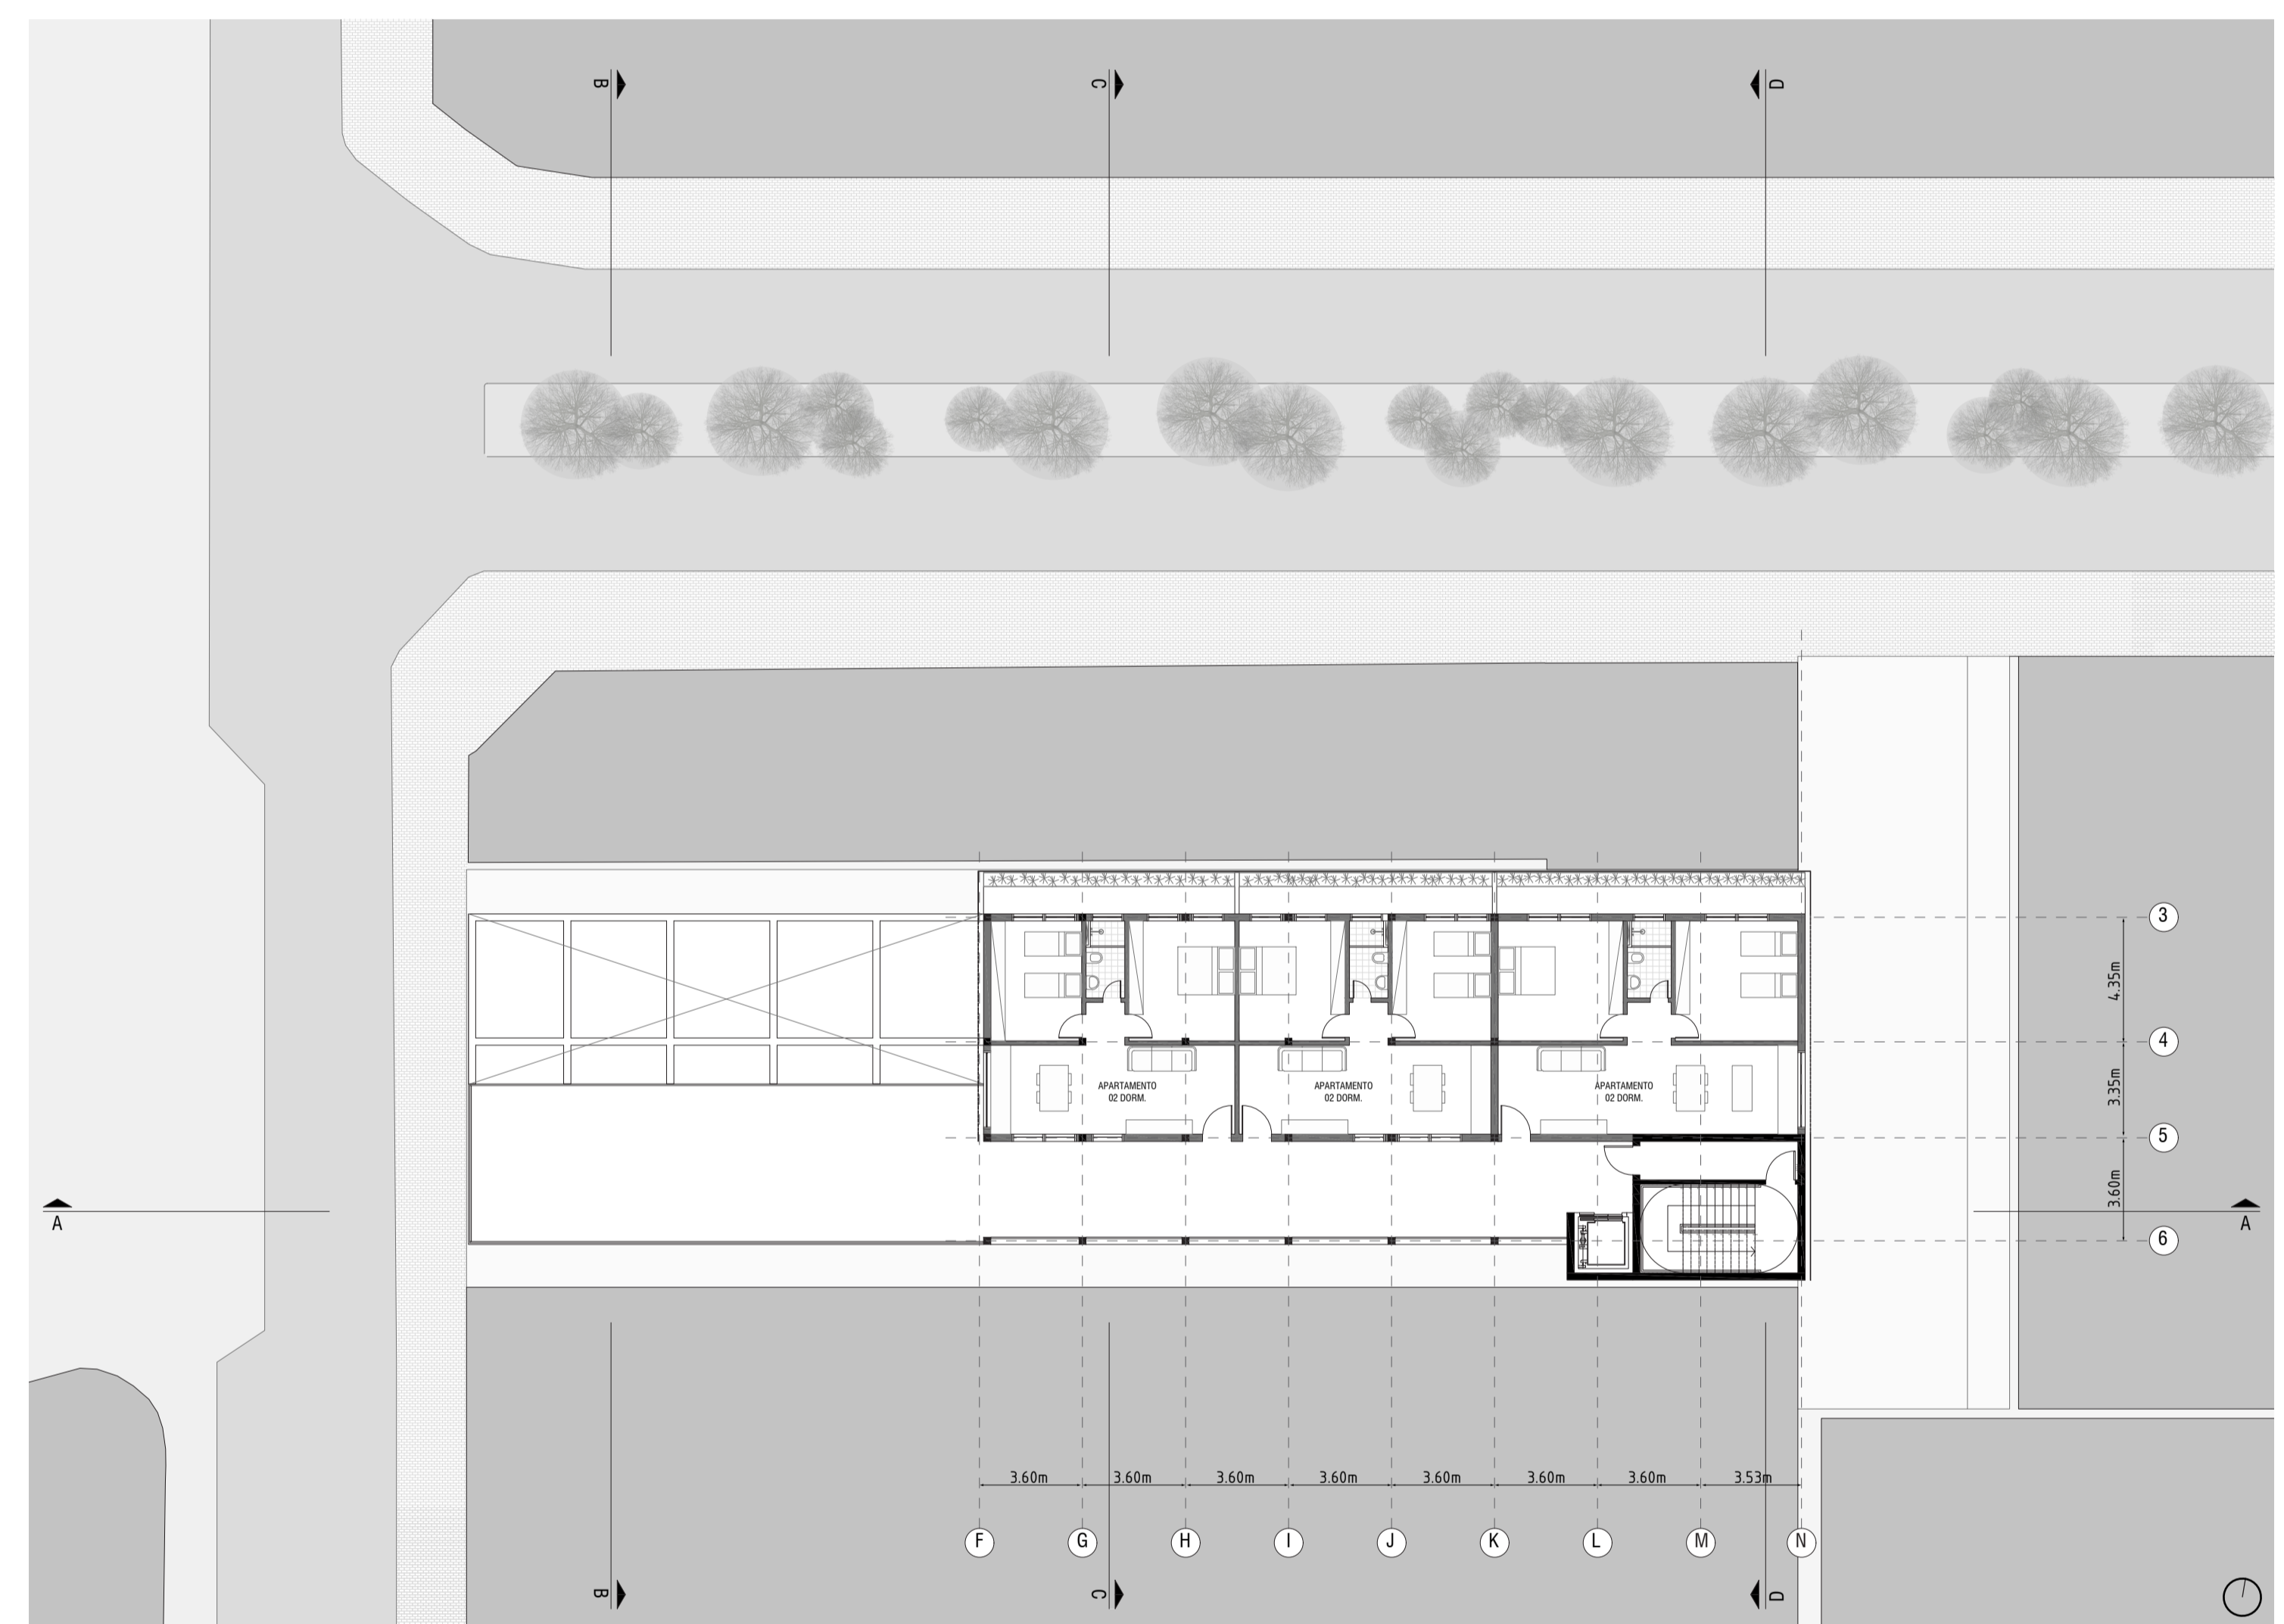 B C D
APARTAMENTO
02 DORM.
APARTAMENTO
02 DORM.
APARTAMENTO
02 DORM.
3
4.35m
4
3.35m
5
3.60m
6
A A
3.60m 3.60m 3.60m 3.60m 3.60m 3.60m 3.60m 3.53m
F G H I J K L M N
B C D